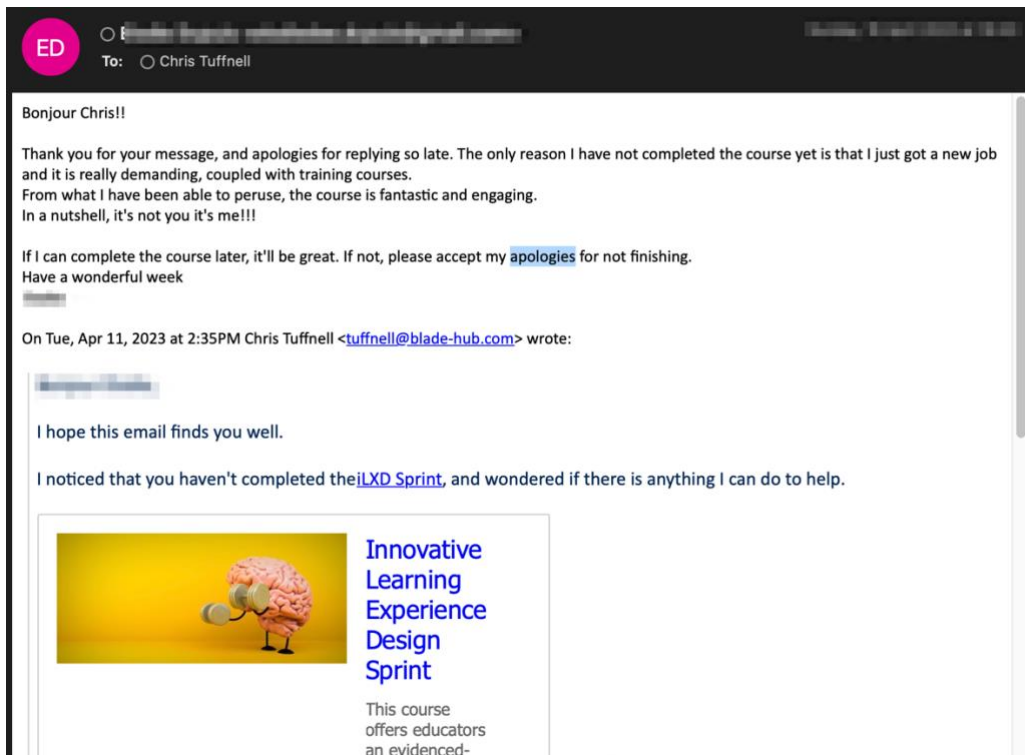 ED
To: Chris Tuffnell
Bonjour Chris!!
Thank you for your message, and apologies for replying so late. The only reason I have not completed the course yet is that I just got a new job
and it is really demanding, coupled with training courses.
From what I have been able to peruse, the course is fantastic and engaging.
In a nutshell, it's not you it's me!!!
If I can complete the course later, it'll be great. If not, please accept my apologies for not finishing.
Have a wonderful week
On Tue, Apr 11, 2023 at 2:35PM Chris Tuffnell <tuffnell@blade-hub.com> wrote:
I hope this email finds you well.
I noticed that you haven't completed theiLXD Sprint, and wondered if there is anything I can do to help.
Innovative
Learning
Experience
Design
Sprint
This course
offers educators
an evidenced-